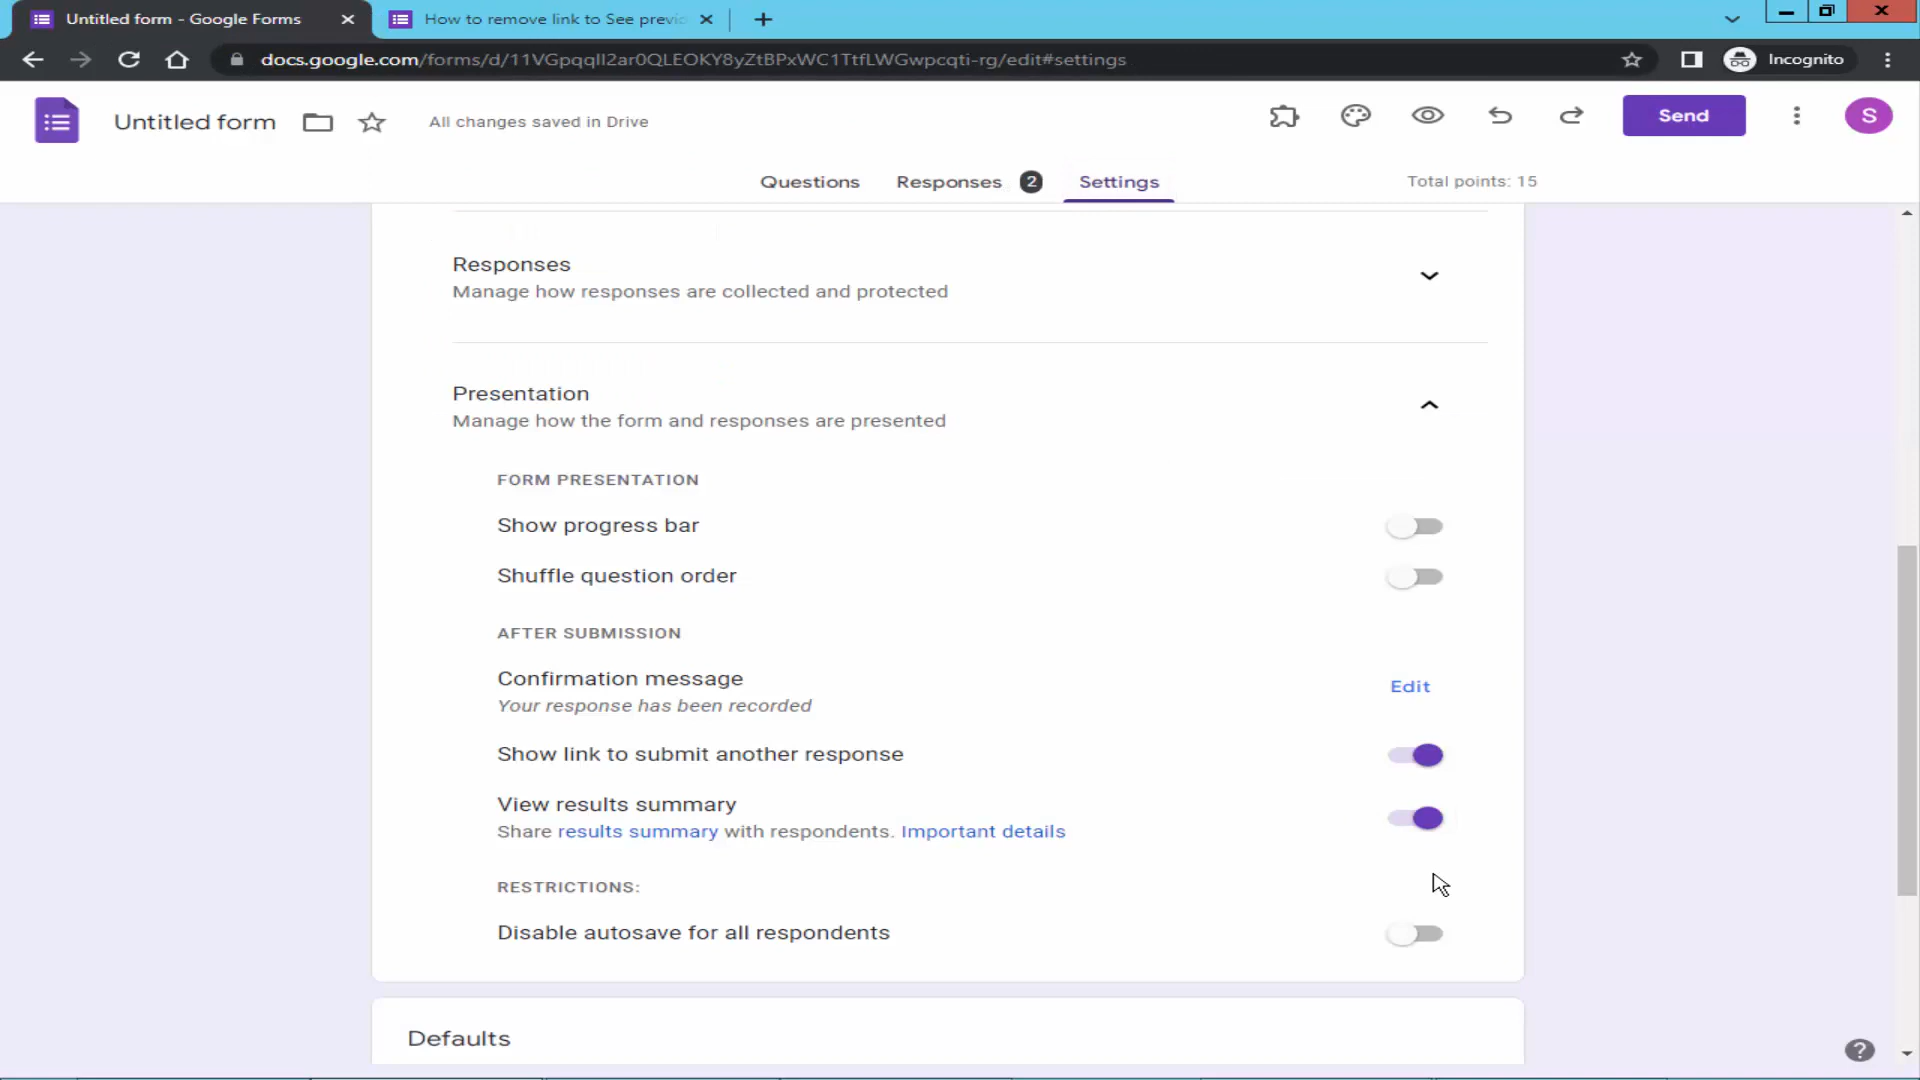 Untitled form - Google Forms
How to remove link to See previ
docs.google.com/forms/d/11VGpqqlI2ar0QLEOKY8yZtBPxWC1TtfLWGwpcqti-rg/edit#settings
Incognito
Untitled form
All changes saved in Drive
Send
S
Questions
Responses 2
Settings
Total points: 15
Responses
Manage how responses are collected and protected
Presentation
Manage how the form and responses are presented
FORM PRESENTATION
Show progress bar
Shuffle question order
AFTER SUBMISSION
Confirmation message
Edit
Your response has been recorded
Show link to submit another response
View results summary
Share results summary with respondents. Important details
RESTRICTIONS:
Disable autosave for all respondents
Defaults